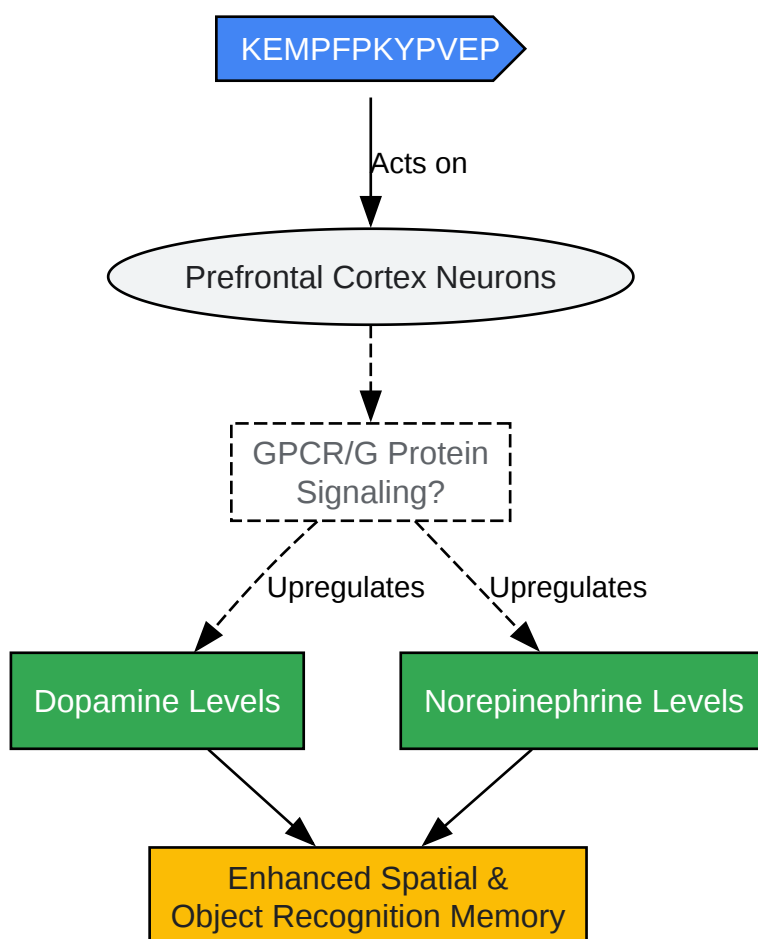 KEMPFPKYPVEP
Acts on
Prefrontal Cortex Neurons
GPCR/G Protein
Signaling?
Upregulates
Upregulates
Dopamine Levels
Norepinephrine Levels
Enhanced Spatial &
Object Recognition Memory